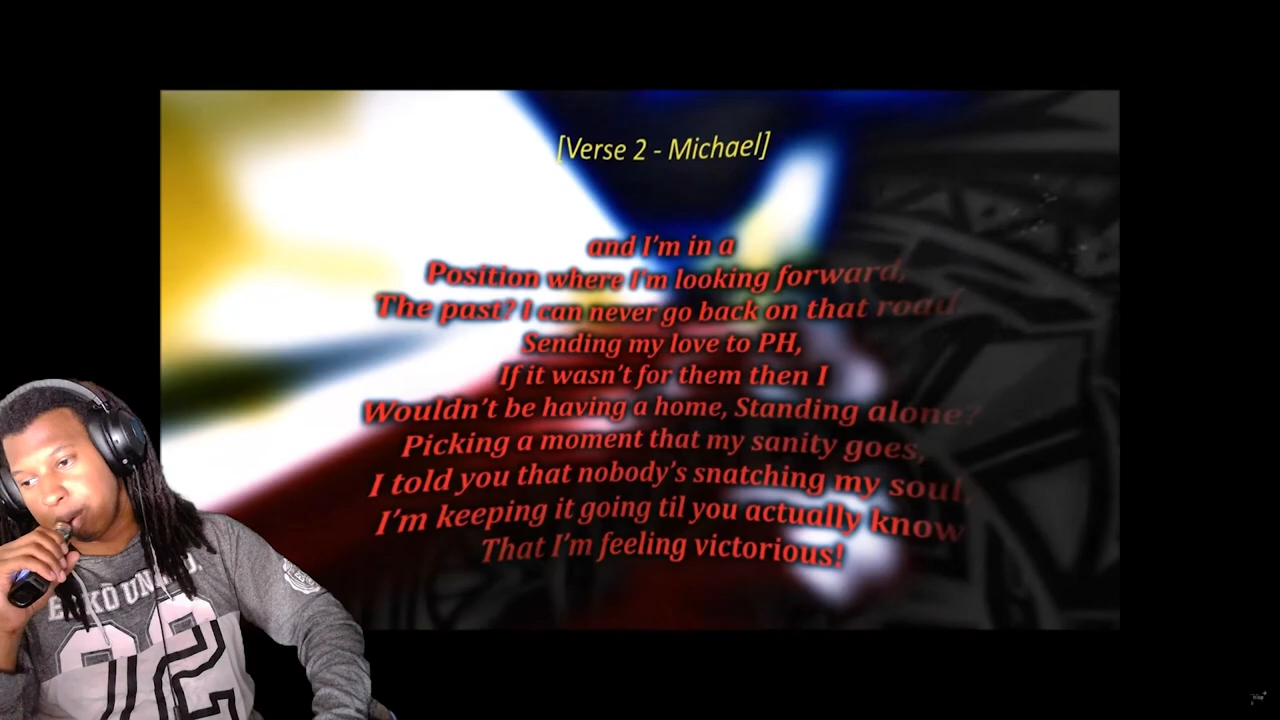 [Verse 2 - Michael]
and I'm in a
Position where I'm looking forward,
The past? I can never go back on that road
Sending my love to PH,
If it wasn't for them then I
Wouldn't be having a home, Standing alone?
Picking a moment that my sanity goes,
I told you that nobody's snatching my soul,
I'm keeping it going til you actually know
That I'm feeling victorious!
72